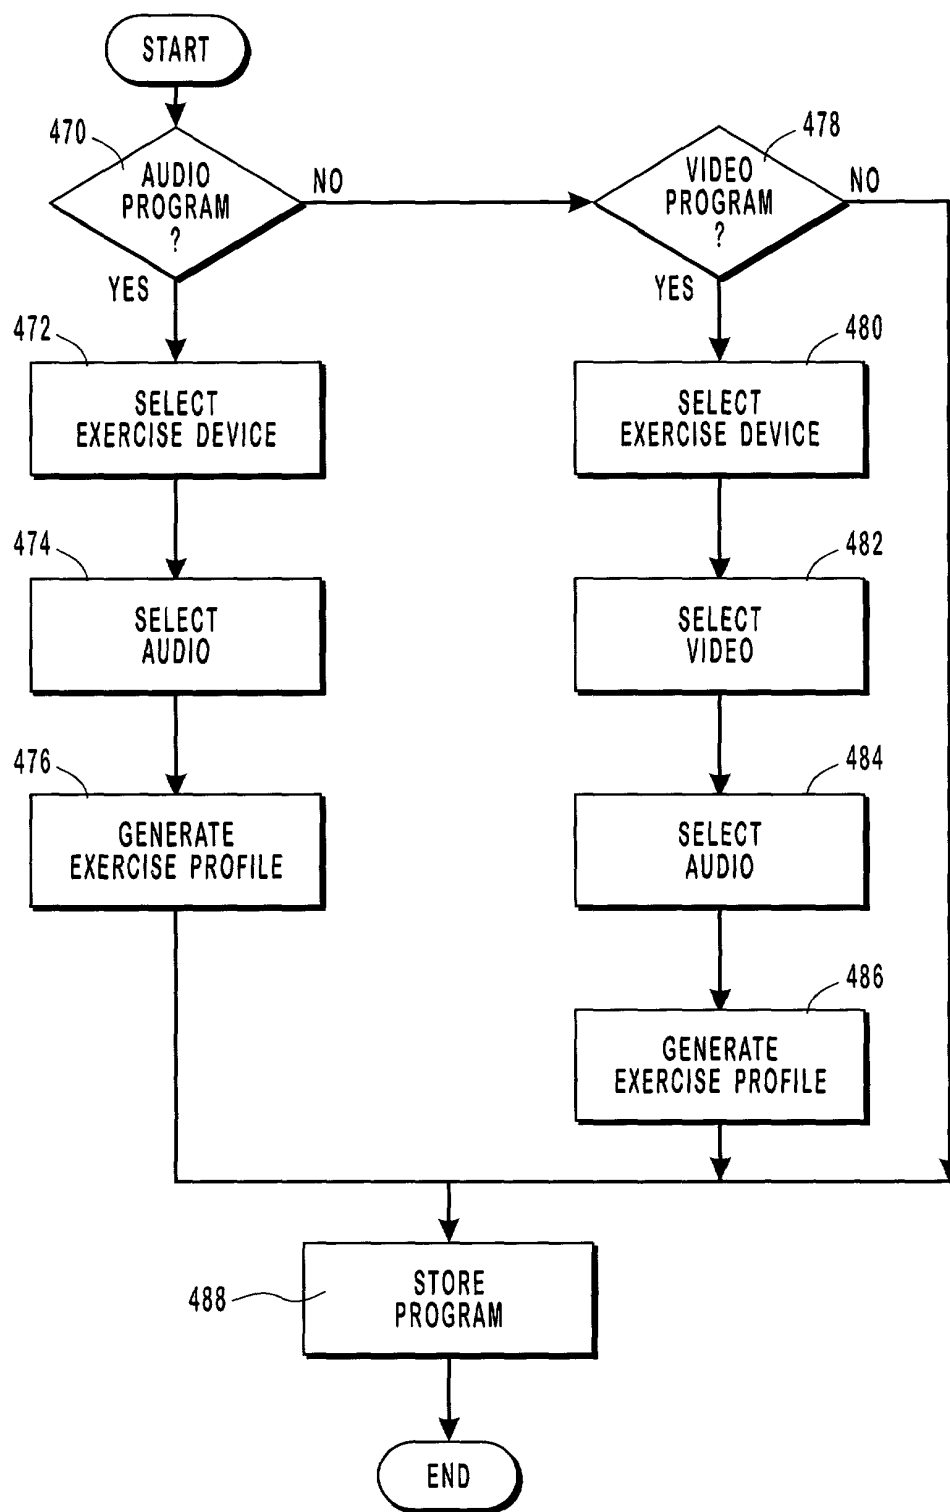 START
470
AUDIO
PROGRAM
?
NO
YES
478
VIDEO
PROGRAM
?
NO
YES
472
SELECT
EXERCISE DEVICE
480
SELECT
EXERCISE DEVICE
474
SELECT
AUDIO
482
SELECT
VIDEO
476
GENERATE
EXERCISE PROFILE
484
SELECT
AUDIO
486
GENERATE
EXERCISE PROFILE
488
STORE
PROGRAM
END